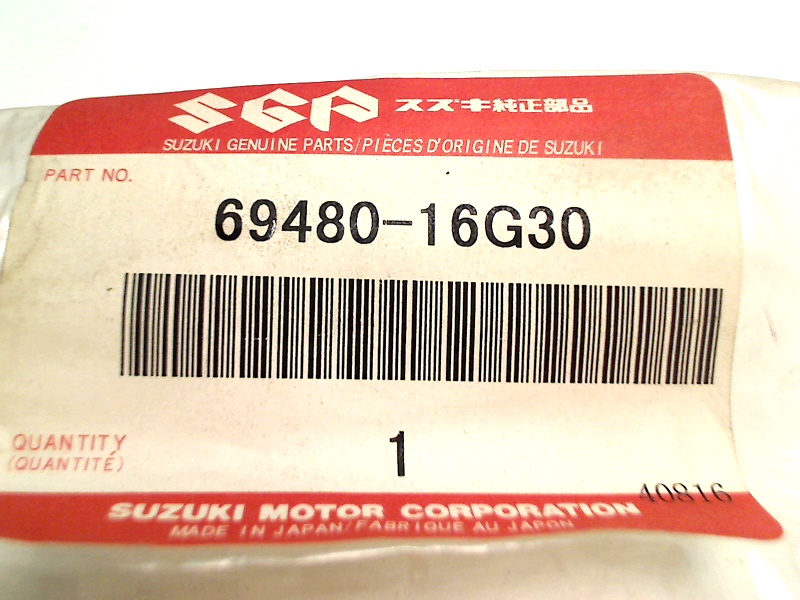 SGP スズキ純正部品
SUZUKI GENUINE PARTS/PIÈCES D'ORIGINE DE SUZUKI
PART NO.
69480-16G30
QUANTITY 1
(QUANTITÉ)
40816
SUZUKI MOTOR CORPORATION
MADE IN JAPAN/FABRIQUE AU JAPON